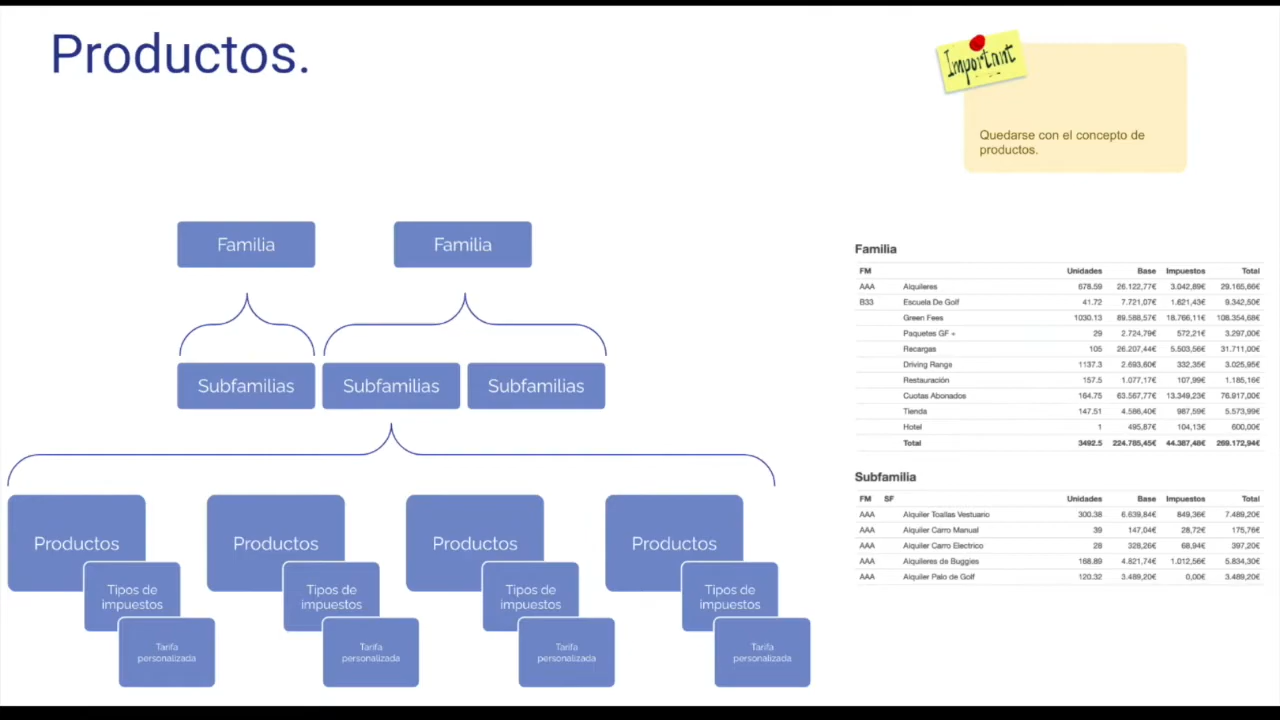 Productos.
Important
Quedarse con el concepto de
productos.
Familia
Familia
Subfamilias
Subfamilias
Subfamilias
Productos
Productos
Productos
Productos
Tipos de
impuestos
Tipos de
impuestos
Tipos de
impuestos
Tipos de
impuestos
Tarifa
personalizada
Tarifa
personalizada
Tarifa
personalizada
Tarifa
personalizada
Familia
FM Unidades Base Impuestos Total
AAA Alquileres 678.59 26.122,77€ 3.042,89€ 29.165,66€
B33 Escuela De Golf 41.72 7.721,07€ 1.621,43€ 9.342,50€
Green Fees 1030.13 89.588,57€ 18.766,11€ 108.354,68€
Paquetes GF + 29 2.724,79€ 572,21€ 3.297,00€
Recargas 105 26.207,44€ 5.503,56€ 31.711,00€
Driving Range 1137.3 2.693,60€ 332,35€ 3.025,95€
Restauración 157.5 1.077,17€ 107,99€ 1.185,16€
Cuotas Abonados 164.75 63.567,77€ 13.349,23€ 76.917,00€
Tienda 147.51 4.586,40€ 987,59€ 5.573,99€
Hotel 1 495,87€ 104,13€ 600,00€
Total 3492.5 224.785,45€ 44.387,48€ 269.172,94€
Subfamilia
FM SF Unidades Base Impuestos Total
AAA Alquiler Toallas Vestuario 300.38 6.639,84€ 849,36€ 7.489,20€
AAA Alquiler Carro Manual 39 147,04€ 28,72€ 175,76€
AAA Alquiler Carro Electrico 28 328,26€ 68,94€ 397,20€
AAA Alquileres de Buggies 168.89 4.821,74€ 1.012,56€ 5.834,30€
AAA Alquiler Palo de Golf 120.32 3.489,20€ 0,00€ 3.489,20€